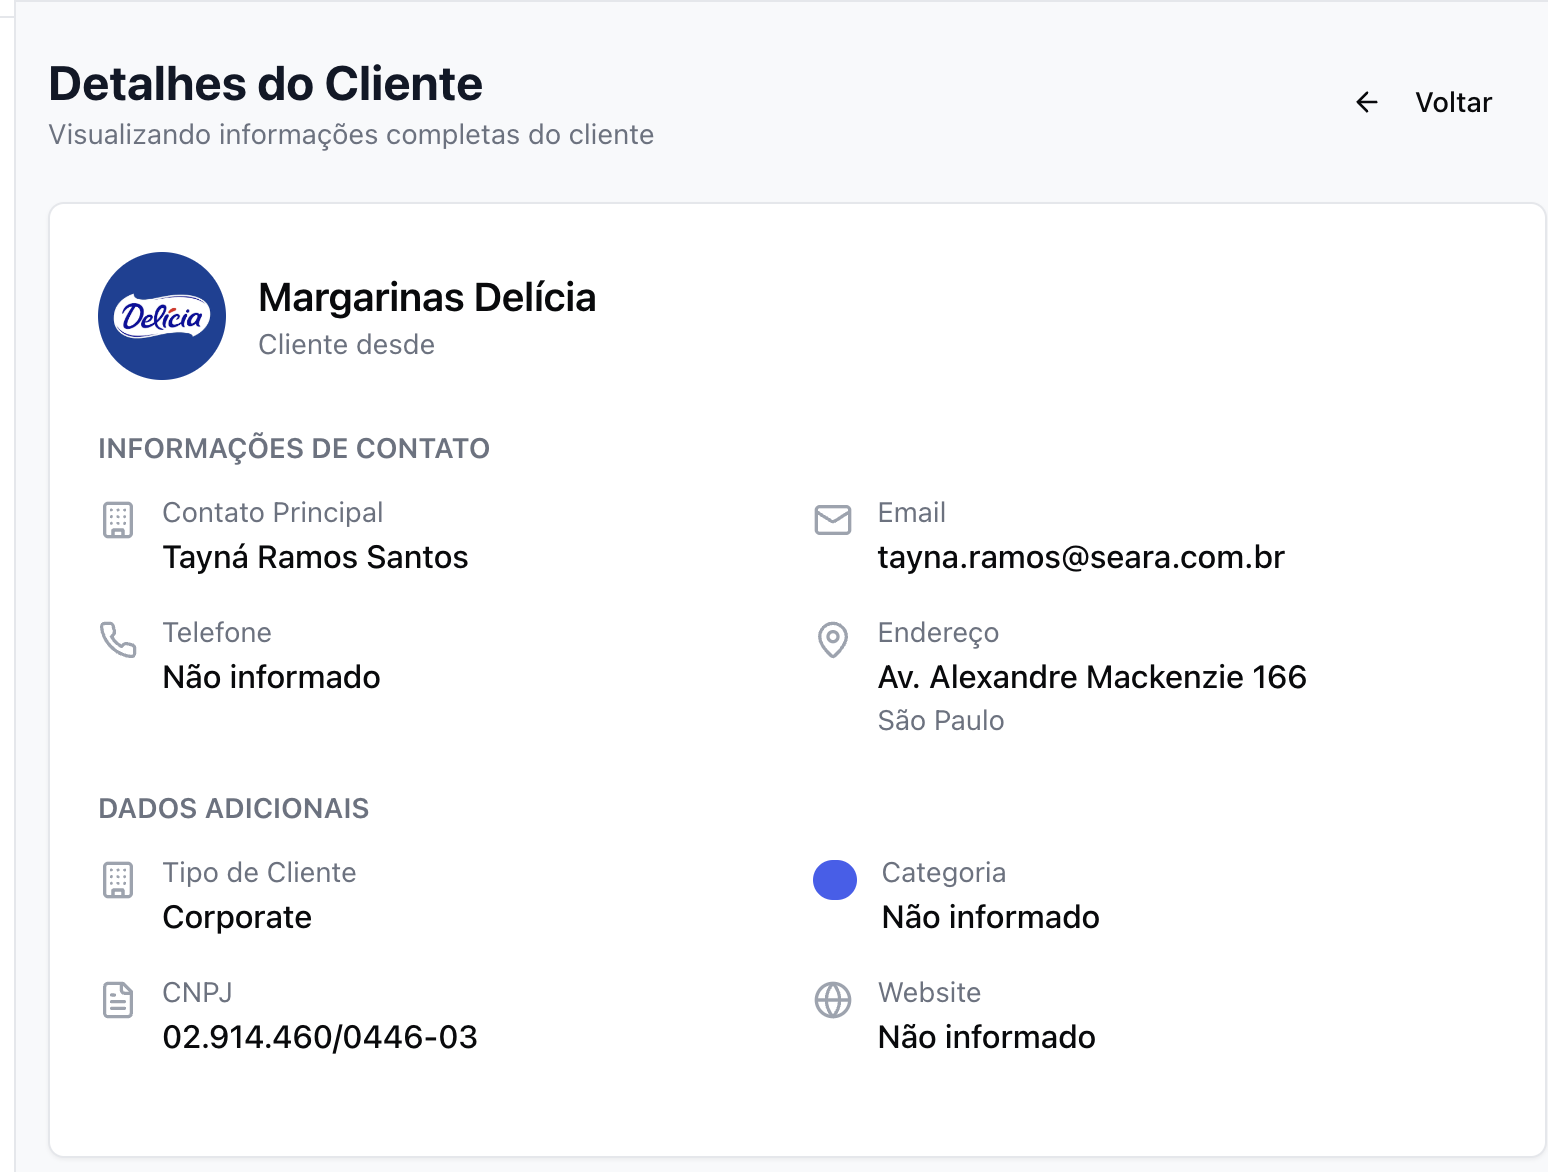 Detalhes do Cliente
Visualizando informações completas do cliente
Voltar
Delícia
Margarinas Delícia
Cliente desde
INFORMAÇÕES DE CONTATO
Contato Principal
Tayná Ramos Santos
Email
tayna.ramos@seara.com.br
Telefone
Não informado
Endereço
Av. Alexandre Mackenzie 166
São Paulo
DADOS ADICIONAIS
Tipo de Cliente
Corporate
Categoria
Não informado
CNPJ
02.914.460/0446-03
Website
Não informado